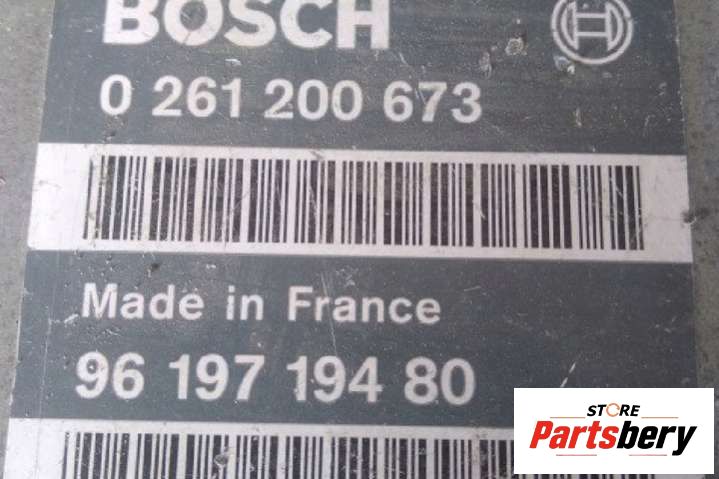 BOSCH
0 261 200 673
Made in France
96 197 194 80
STORE
Partsbery